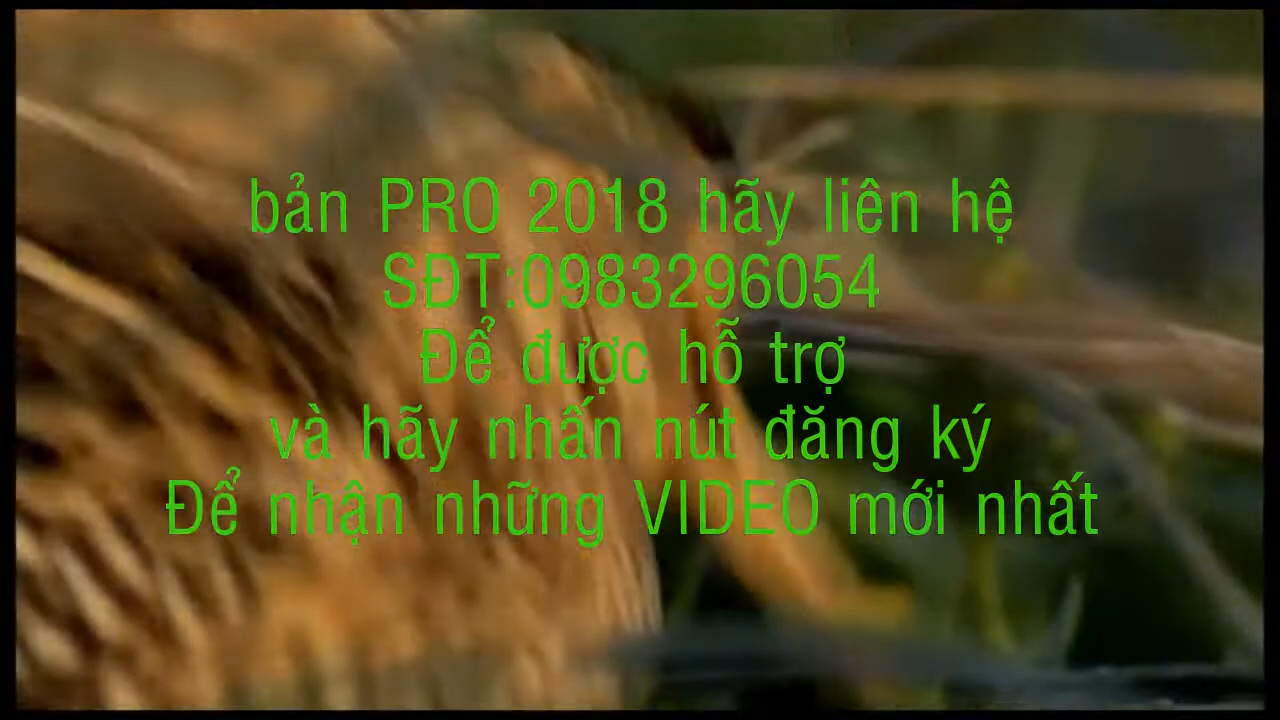 bản PRO 2018 hãy liên hệ
SĐT:0983296054
Để được hỗ trợ
và hãy nhấn nút đăng ký
Để nhận những VIDEO mới nhất